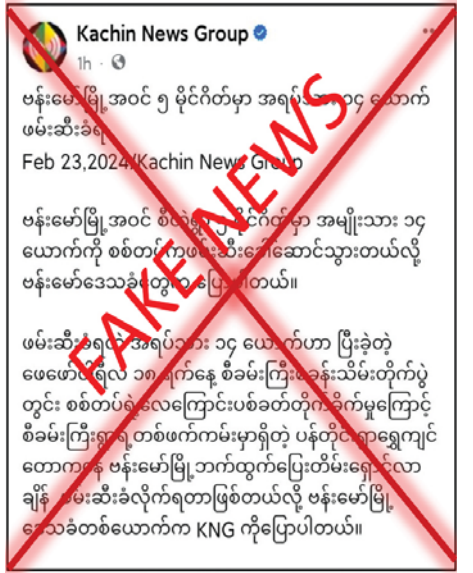 Kachin News Group
1h
ဗန်းမော်မြို့အဝင် ၅ မိုင်ဂိတ်မှာ အရပ်သား ၁၄ ယောက်
ဖမ်းဆီးခံရ
Feb 23,2024/Kachin News Group
ဗန်းမော်မြို့အဝင် ၅ မိုင်ဂိတ်မှာ အမျိုးသား ၁၄
ယောက်ကို စစ်တပ်ကဖမ်းဆီးခေါ်ဆောင်သွားတယ်လို့
ဗန်းမော်ဒေသခံတွေက ပြောပါတယ်။
ဖမ်းဆီးခံရတဲ့ အရပ်သား ၁၄ ယောက်ဟာ ပြီးခဲ့တဲ့
ဖေဖော်ဝါရီလ ၁၈ ရက်နေ့ စီခမ်းကြီးစခန်းသိမ်းတိုက်ပွဲ
တွင်း စစ်တပ်ရဲ့လေကြောင်းပစ်ခတ်တိုက်ခိုက်မှုကြောင့်
စီခမ်းကြီးရွာရဲ့တစ်ဖက်ကမ်းမှာရှိတဲ့ ပန်တိုင်ရွာရွှေကျင်
တောကနေ ဗန်းမော်မြို့ဘက်ထွက်ပြေးတိမ်းရှောင်လာ
ချိန် ဖမ်းဆီးခံလိုက်ရတာဖြစ်တယ်လို့ ဗန်းမော်မြို့
ဒေသခံတစ်ယောက်က KNG ကိုပြောပါတယ်။
FAKE NEWS